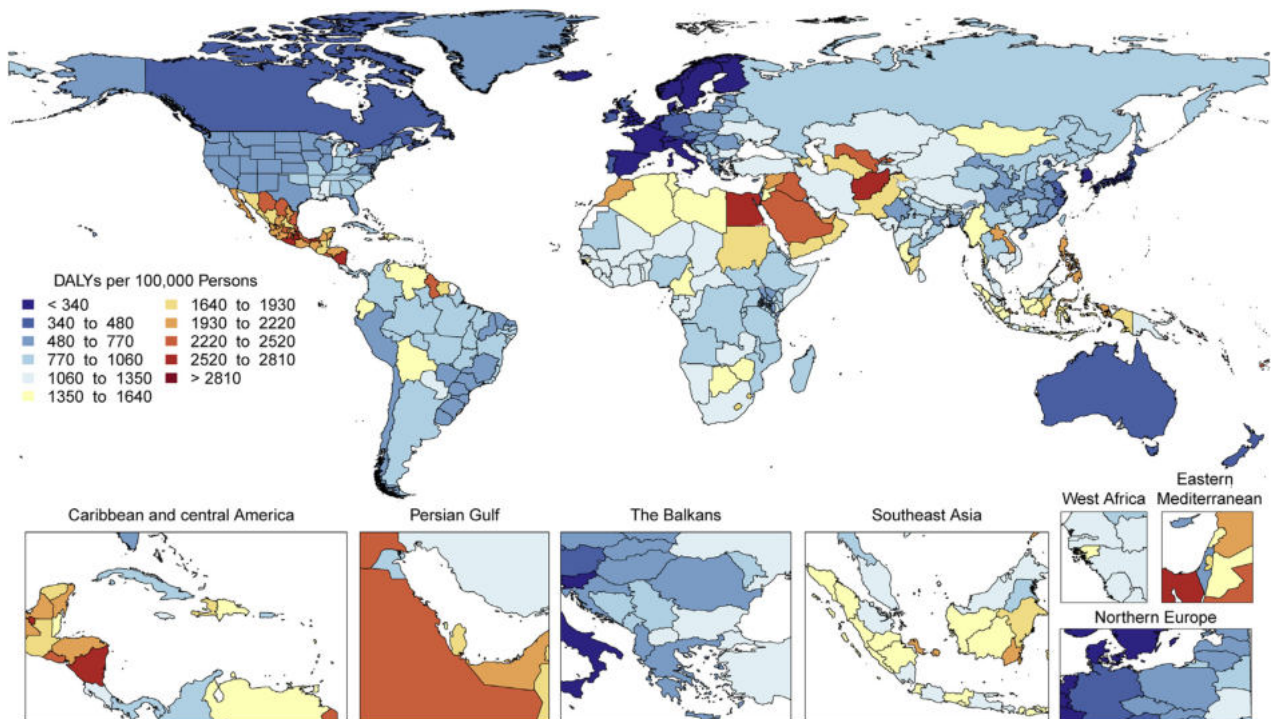 DALYs per 100,000 Persons
< 340
340 to 480
480 to 770
770 to 1060
1060 to 1350
1350 to 1640
1640 to 1930
1930 to 2220
2220 to 2520
2520 to 2810
> 2810
Caribbean and central America
Persian Gulf
The Balkans
Southeast Asia
West Africa
Eastern
Mediterranean
Northern Europe